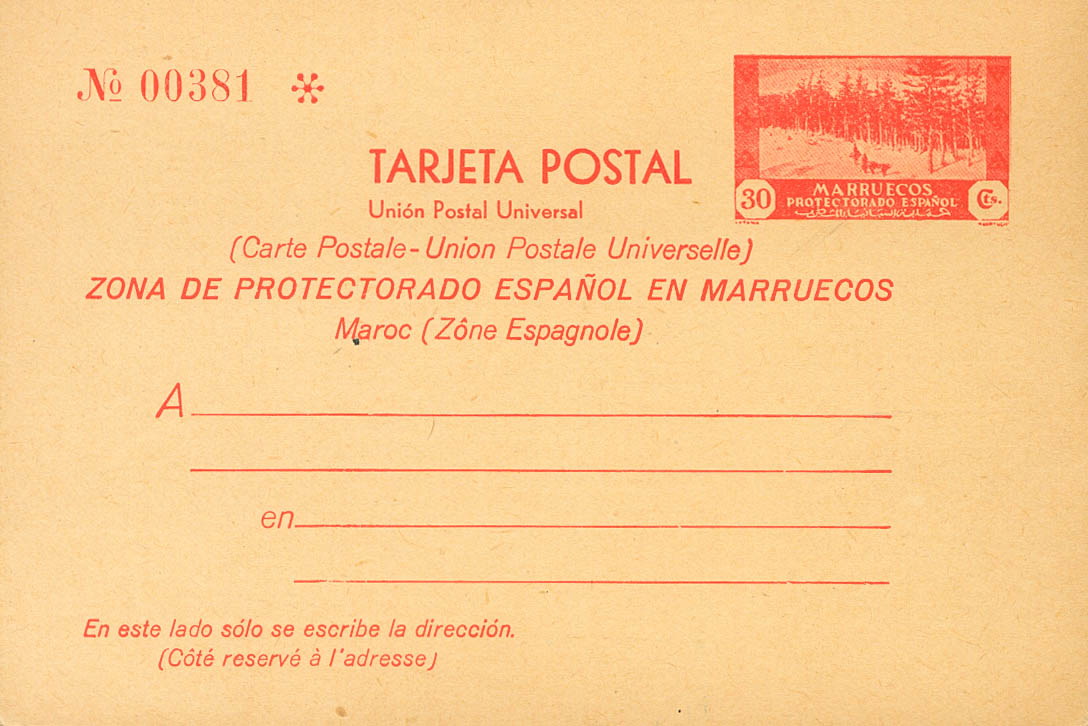 № 00381 *
TARJETA POSTAL
Unión Postal Universal
(Carte Postale - Union Postale Universelle)
ZONA DE PROTECTORADO ESPAÑOL EN MARRUECOS
Maroc (Zône Espagnole)
MARRUECOS
PROTECTORADO ESPAÑOL
30 Cts.
A
en
En este lado sólo se escribe la dirección.
(Côté reservé à l'adresse)